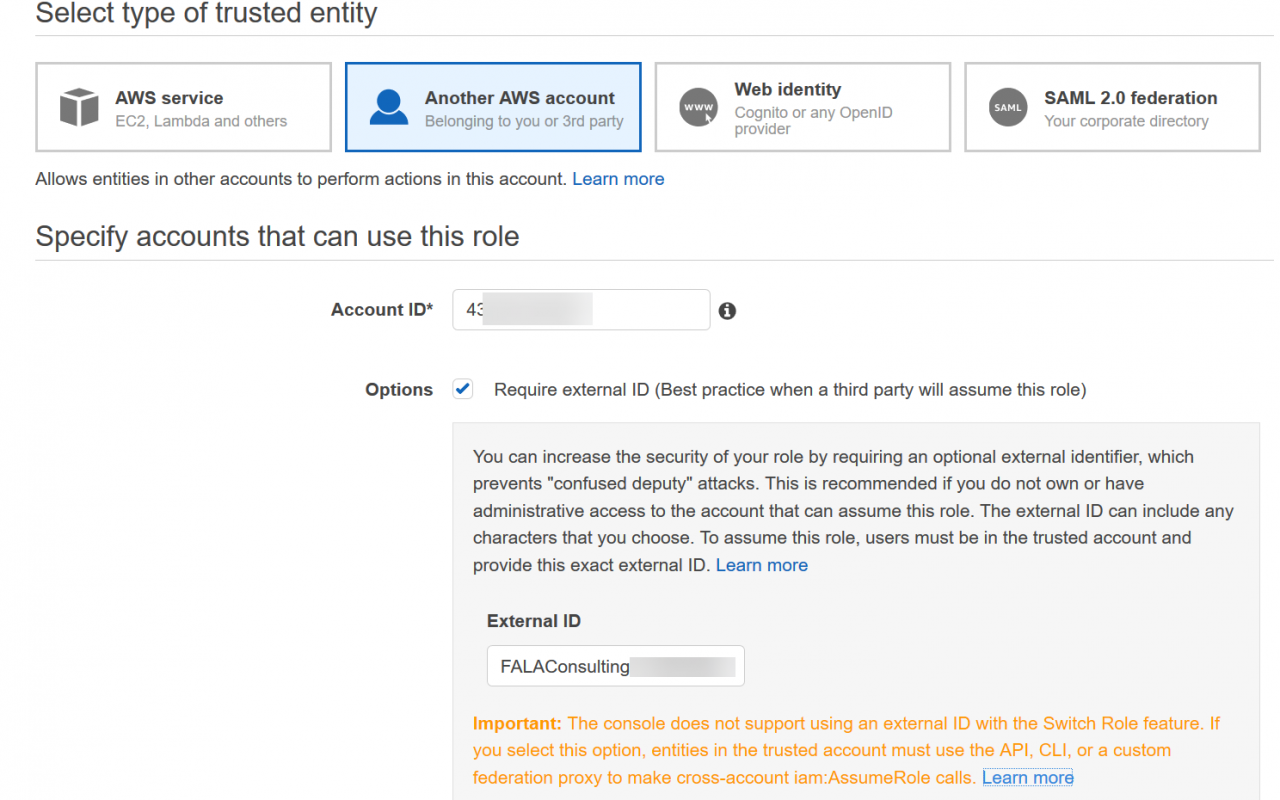 Select type of trusted entity
AWS service
EC2, Lambda and others
Another AWS account
Belonging to you or 3rd party
WWW
Web identity
Cognito or any OpenID
provider
SAML
SAML 2.0 federation
Your corporate directory
Allows entities in other accounts to perform actions in this account. Learn more
Specify accounts that can use this role
Account ID* 43
Options Require external ID (Best practice when a third party will assume this role)
You can increase the security of your role by requiring an optional external identifier, which
prevents "confused deputy" attacks. This is recommended if you do not own or have
administrative access to the account that can assume this role. The external ID can include any
characters that you choose. To assume this role, users must be in the trusted account and
provide this exact external ID. Learn more
External ID
FALAConsulting
Important: The console does not support using an external ID with the Switch Role feature. If
you select this option, entities in the trusted account must use the API, CLI, or a custom
federation proxy to make cross-account iam:AssumeRole calls. Learn more